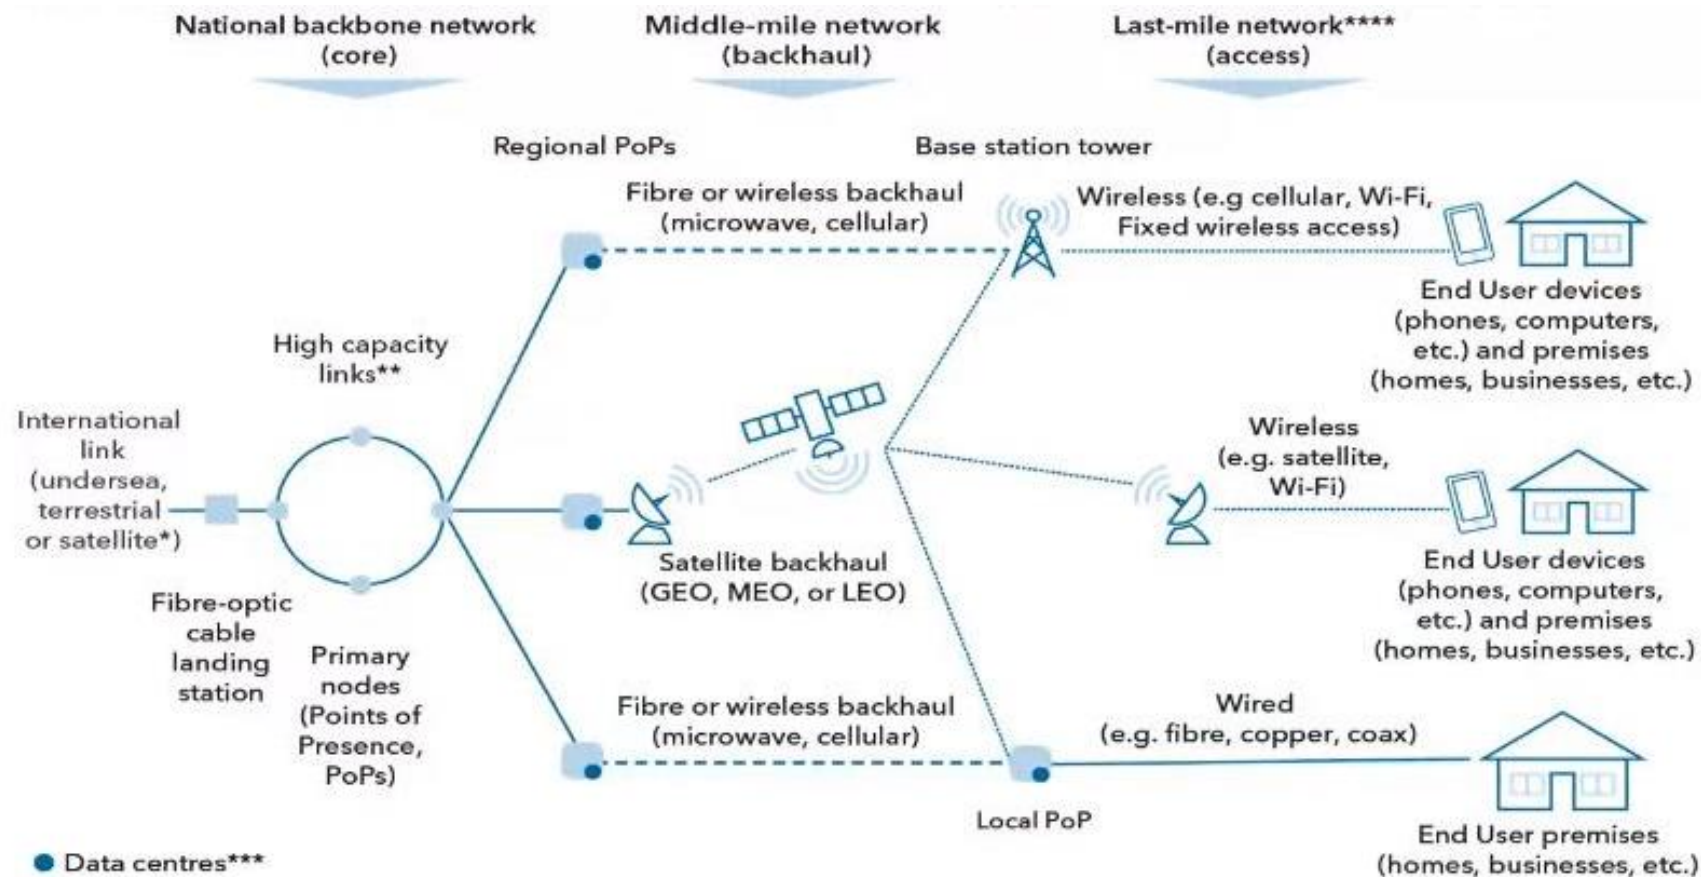 National backbone network
(core)
Middle-mile network
(backhaul)
Last-mile network****
(access)
Regional PoPs
Base station tower
Fibre or wireless backhaul
(microwave, cellular)
Wireless (e.g cellular, Wi-Fi,
Fixed wireless access)
End User devices
(phones, computers,
etc.) and premises
(homes, businesses, etc.)
High capacity
links**
International
link
(undersea,
terrestrial
or satellite*)
Wireless
(e.g. satellite,
Wi-Fi)
Satellite backhaul
(GEO, MEO, or LEO)
End User devices
(phones, computers,
etc.) and premises
(homes, businesses, etc.)
Fibre-optic
cable
landing
station
Primary
nodes
(Points of
Presence,
PoPs)
Fibre or wireless backhaul
(microwave, cellular)
Wired
(e.g. fibre, copper, coax)
Local PoP
End User premises
(homes, businesses, etc.)
Data centres***